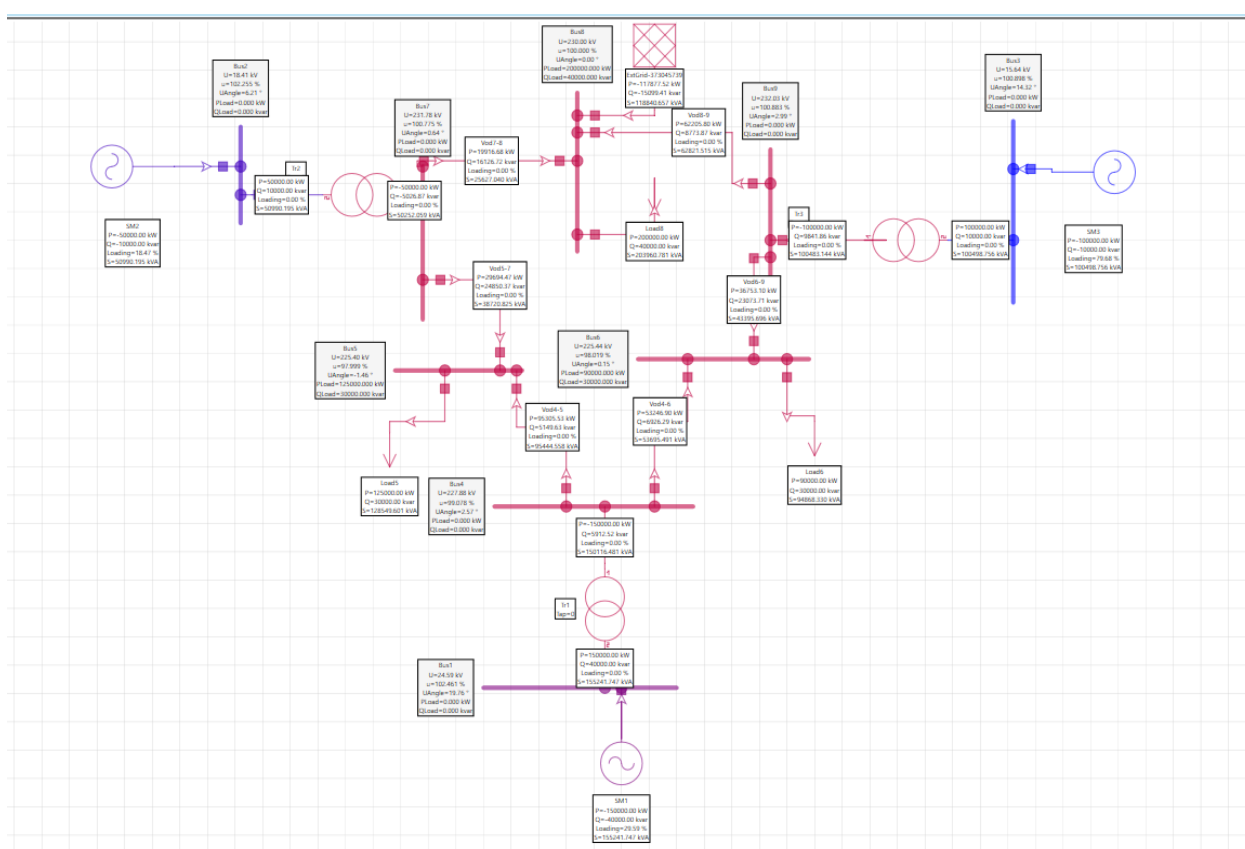 Bus8
U=230.00 kV
u=100.000 %
UAngle=0.00 °
PLoad=200000.000 kW
QLoad=40000.000 kvar
ExtGrid-373045739
P=-117877.52 kW
Q=-15099.41 kvar
S=118840.657 kVA
Bus2
U=18.41 kV
u=102.255 %
UAngle=6.21 °
PLoad=0.000 kW
QLoad=0.000 kvar
Bus3
U=15.64 kV
u=100.898 %
UAngle=14.32 °
PLoad=0.000 kW
QLoad=0.000 kvar
Bus7
U=231.78 kV
u=100.775 %
UAngle=0.64 °
PLoad=0.000 kW
QLoad=0.000 kvar
Bus9
U=232.03 kV
u=100.883 %
UAngle=2.99 °
PLoad=0.000 kW
QLoad=0.000 kvar
Vod8-9
P=62205.80 kW
Q=8773.87 kvar
Loading=0.00 %
S=62821.515 kVA
Vod7-8
P=19916.68 kW
Q=16126.72 kvar
Loading=0.00 %
S=25627.040 kVA
Tr2
P=50000.00 kW
Q=10000.00 kvar
Loading=0.00 %
S=50990.195 kVA
P=-50000.00 kW
Q=-5026.87 kvar
Loading=0.00 %
S=50252.059 kVA
SM2
P=-50000.00 kW
Q=-10000.00 kvar
Loading=18.47 %
S=50990.195 kVA
Load8
P=200000.00 kW
Q=40000.00 kvar
S=203960.781 kVA
Tr3
P=-100000.00 kW
Q=9841.86 kvar
Loading=0.00 %
S=100483.144 kVA
P=100000.00 kW
Q=10000.00 kvar
Loading=0.00 %
S=100498.756 kVA
SM3
P=-100000.00 kW
Q=-10000.00 kvar
Loading=79.68 %
S=100498.756 kVA
Vod5-7
P=29694.47 kW
Q=24850.37 kvar
Loading=0.00 %
S=38720.825 kVA
Vod6-9
P=36753.10 kW
Q=23073.71 kvar
Loading=0.00 %
S=43395.696 kVA
Bus5
U=225.40 kV
u=97.999 %
UAngle=-1.46 °
PLoad=125000.000 kW
QLoad=30000.000 kvar
Bus6
U=225.44 kV
u=98.019 %
UAngle=0.15 °
PLoad=90000.000 kW
QLoad=30000.000 kvar
Vod4-5
P=95305.53 kW
Q=5149.63 kvar
Loading=0.00 %
S=95444.558 kVA
Vod4-6
P=53246.90 kW
Q=6926.29 kvar
Loading=0.00 %
S=53695.491 kVA
Load5
P=125000.00 kW
Q=30000.00 kvar
S=128549.601 kVA
Load6
P=90000.00 kW
Q=30000.00 kvar
S=94868.330 kVA
Bus4
U=227.88 kV
u=99.078 %
UAngle=2.57 °
PLoad=0.000 kW
QLoad=0.000 kvar
P=-150000.00 kW
Q=5912.52 kvar
Loading=0.00 %
S=150116.481 kVA
Tr1
Tap=0
P=150000.00 kW
Q=40000.00 kvar
Loading=0.00 %
S=155241.747 kVA
Bus1
U=24.59 kV
u=102.461 %
UAngle=19.76 °
PLoad=0.000 kW
QLoad=0.000 kvar
SM1
P=-150000.00 kW
Q=-40000.00 kvar
Loading=29.59 %
S=155241.747 kVA